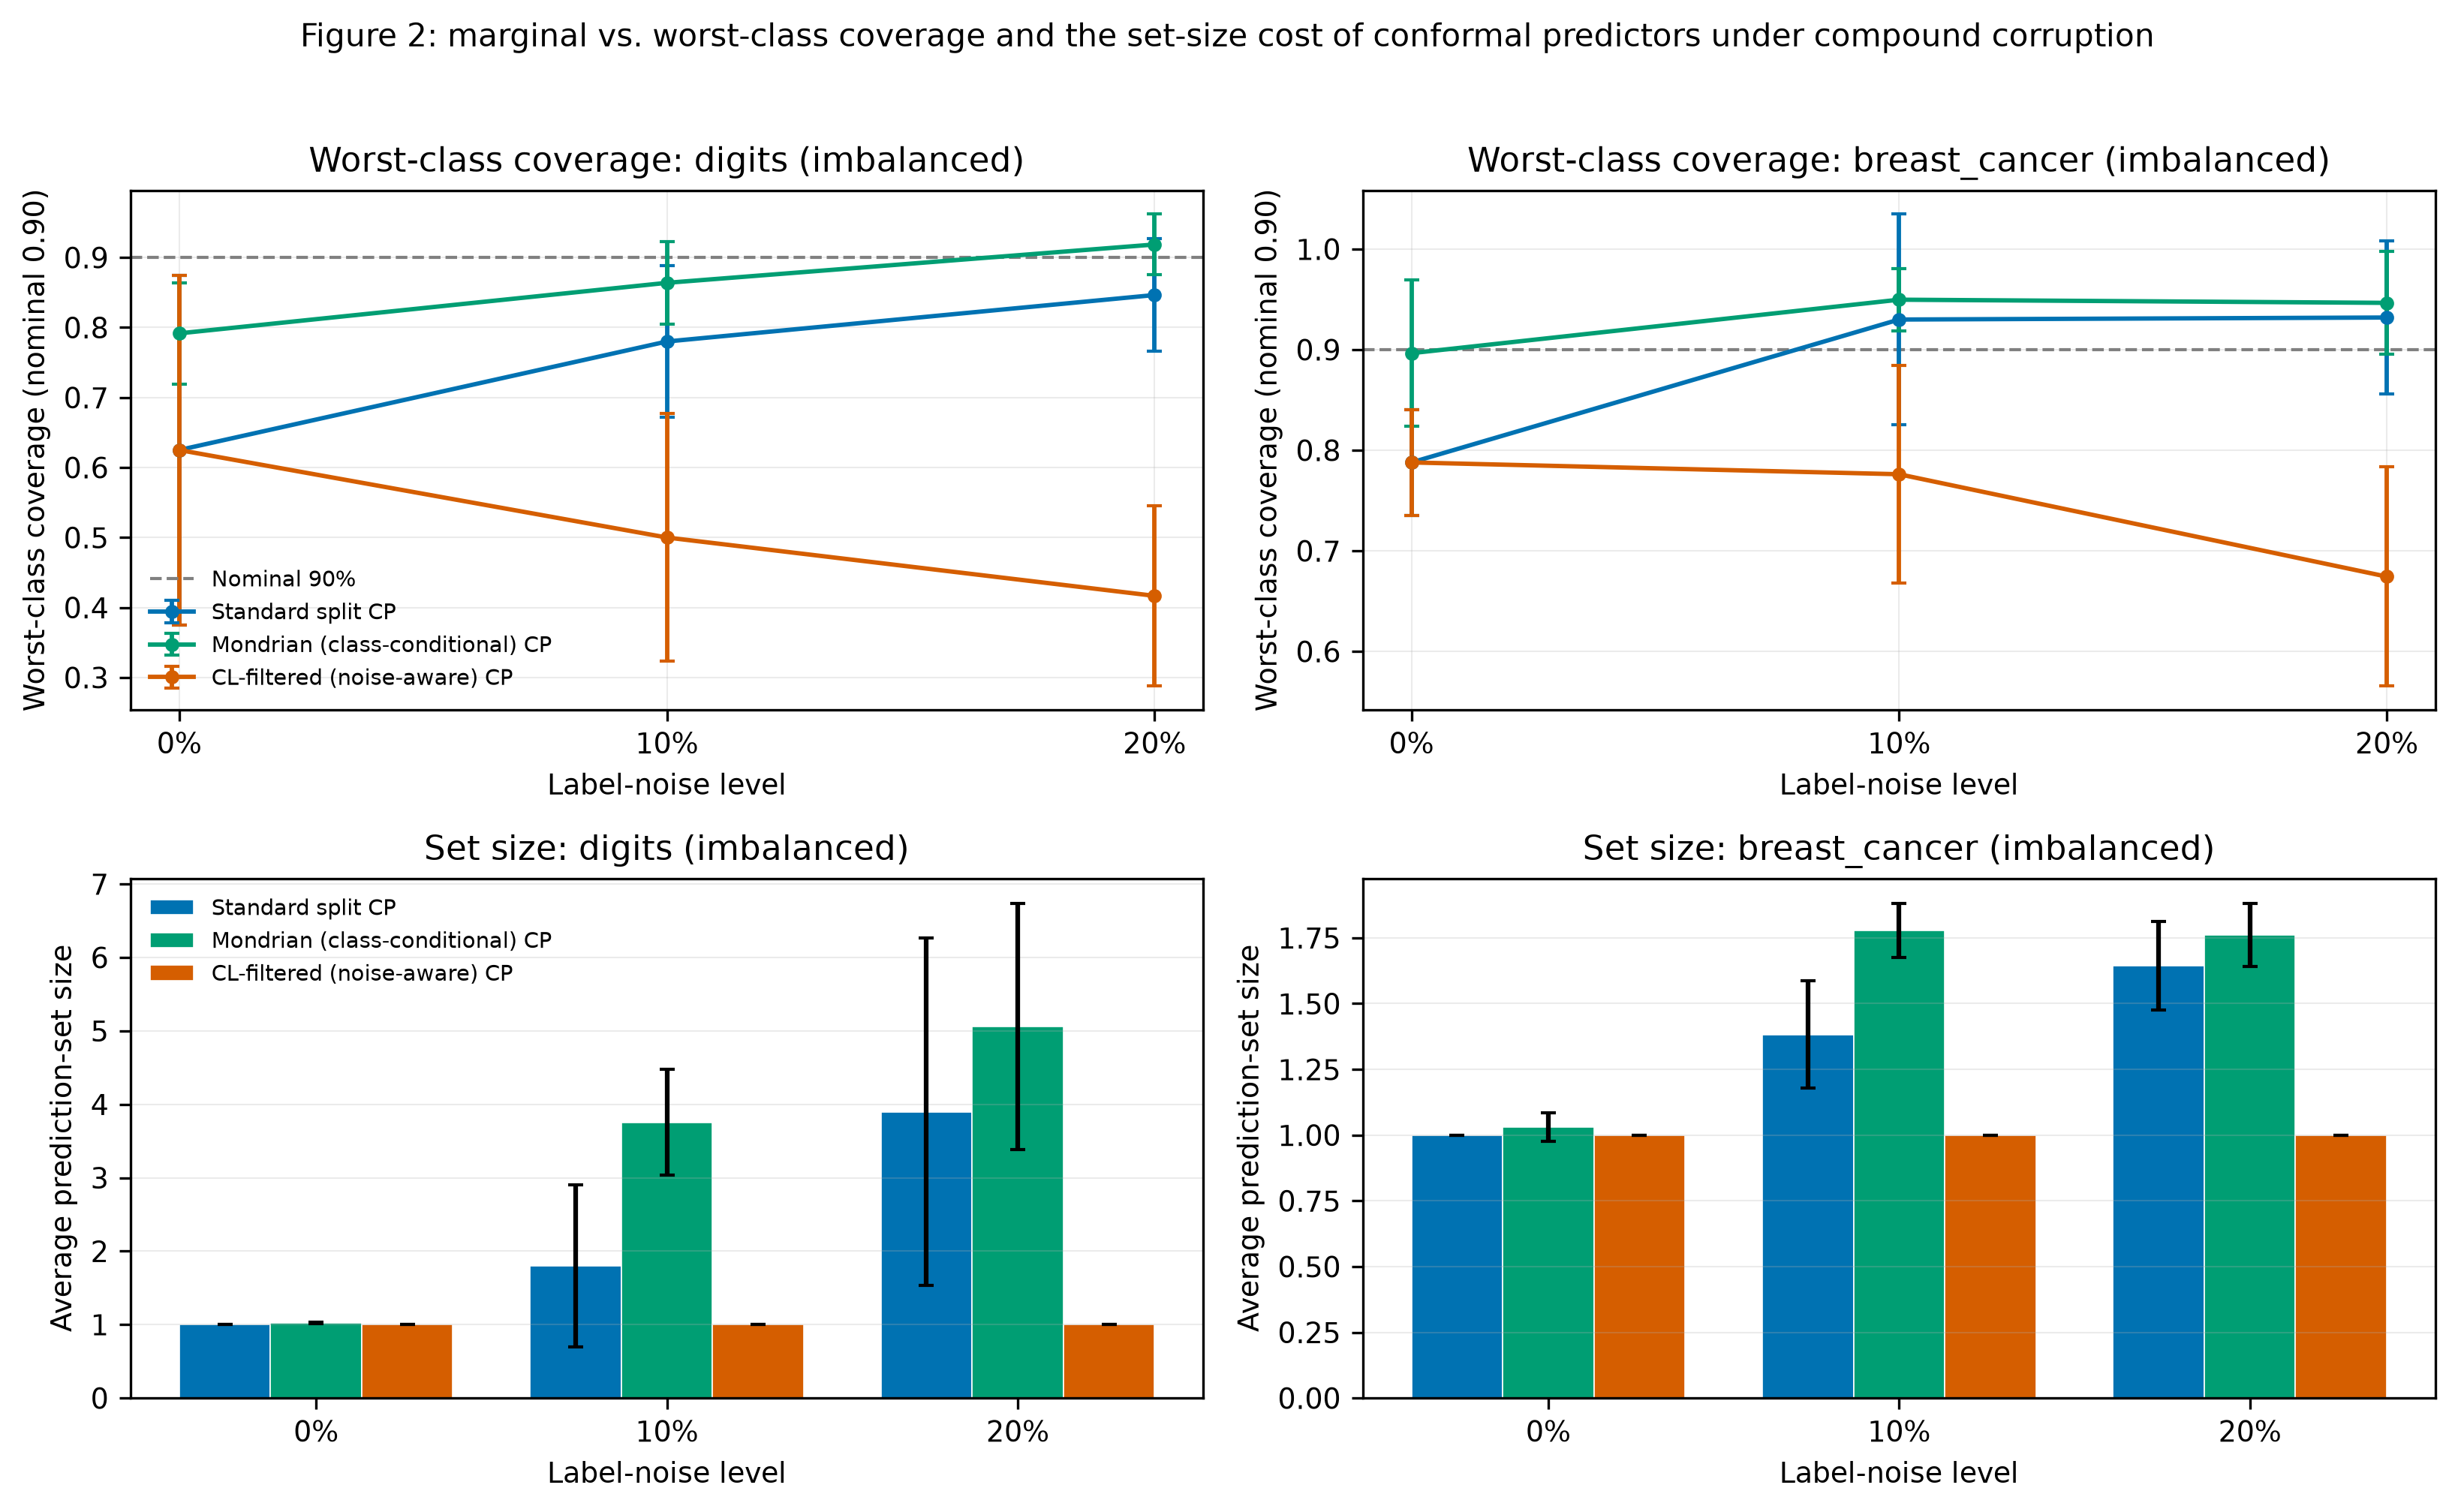 Figure 2: marginal vs. worst-class coverage and the set-size cost of conformal predictors under compound corruption
Worst-class coverage: digits (imbalanced)
Worst-class coverage (nominal 0.90)
0.9
0.8
0.7
0.6
0.5
0.4
0.3
Nominal 90%
Standard split CP
Mondrian (class-conditional) CP
CL-filtered (noise-aware) CP
0%
10%
20%
Label-noise level
Worst-class coverage: breast_cancer (imbalanced)
Worst-class coverage (nominal 0.90)
1.0
0.9
0.8
0.7
0.6
0%
10%
20%
Label-noise level
Set size: digits (imbalanced)
Average prediction-set size
7
6
5
4
3
2
1
0
Standard split CP
Mondrian (class-conditional) CP
CL-filtered (noise-aware) CP
0%
10%
20%
Label-noise level
Set size: breast_cancer (imbalanced)
Average prediction-set size
1.75
1.50
1.25
1.00
0.75
0.50
0.25
0.00
0%
10%
20%
Label-noise level